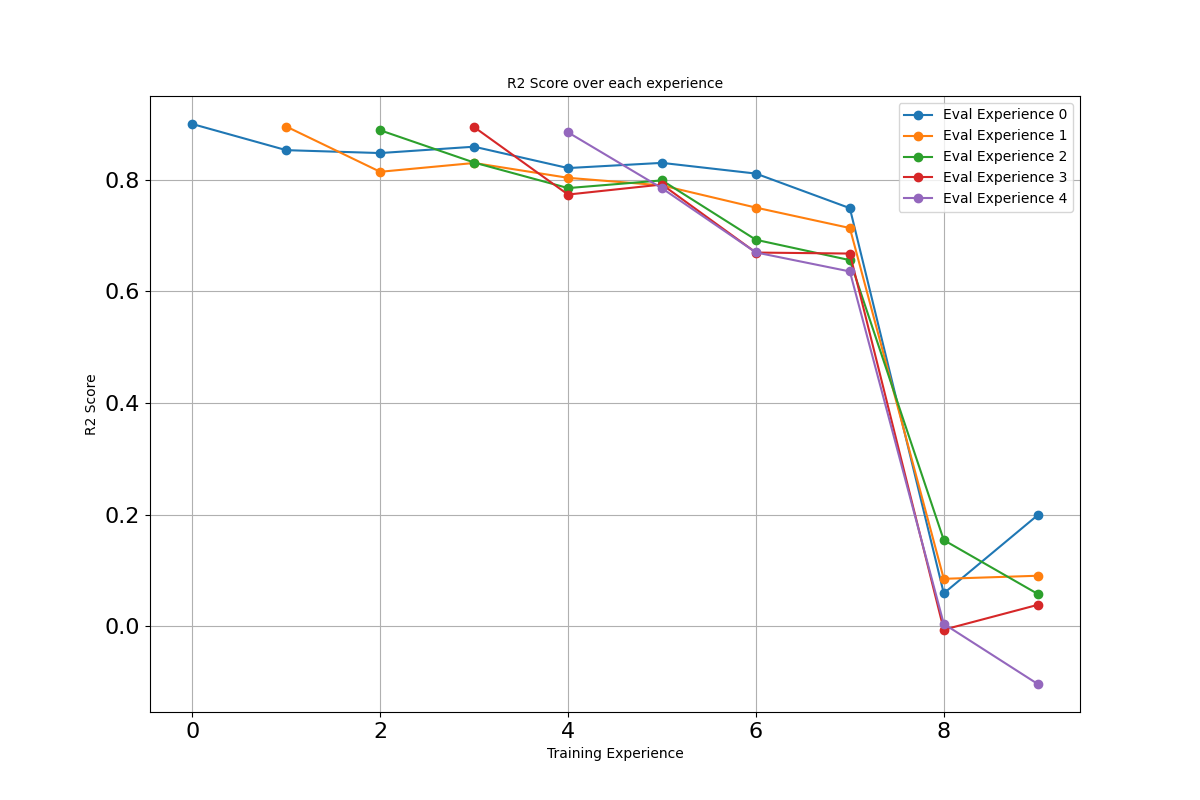 R2 Score over each experience
Eval Experience 0
Eval Experience 1
Eval Experience 2
Eval Experience 3
Eval Experience 4
R2 Score
0.8
0.6
0.4
0.2
0.0
0 2 4 6 8
Training Experience